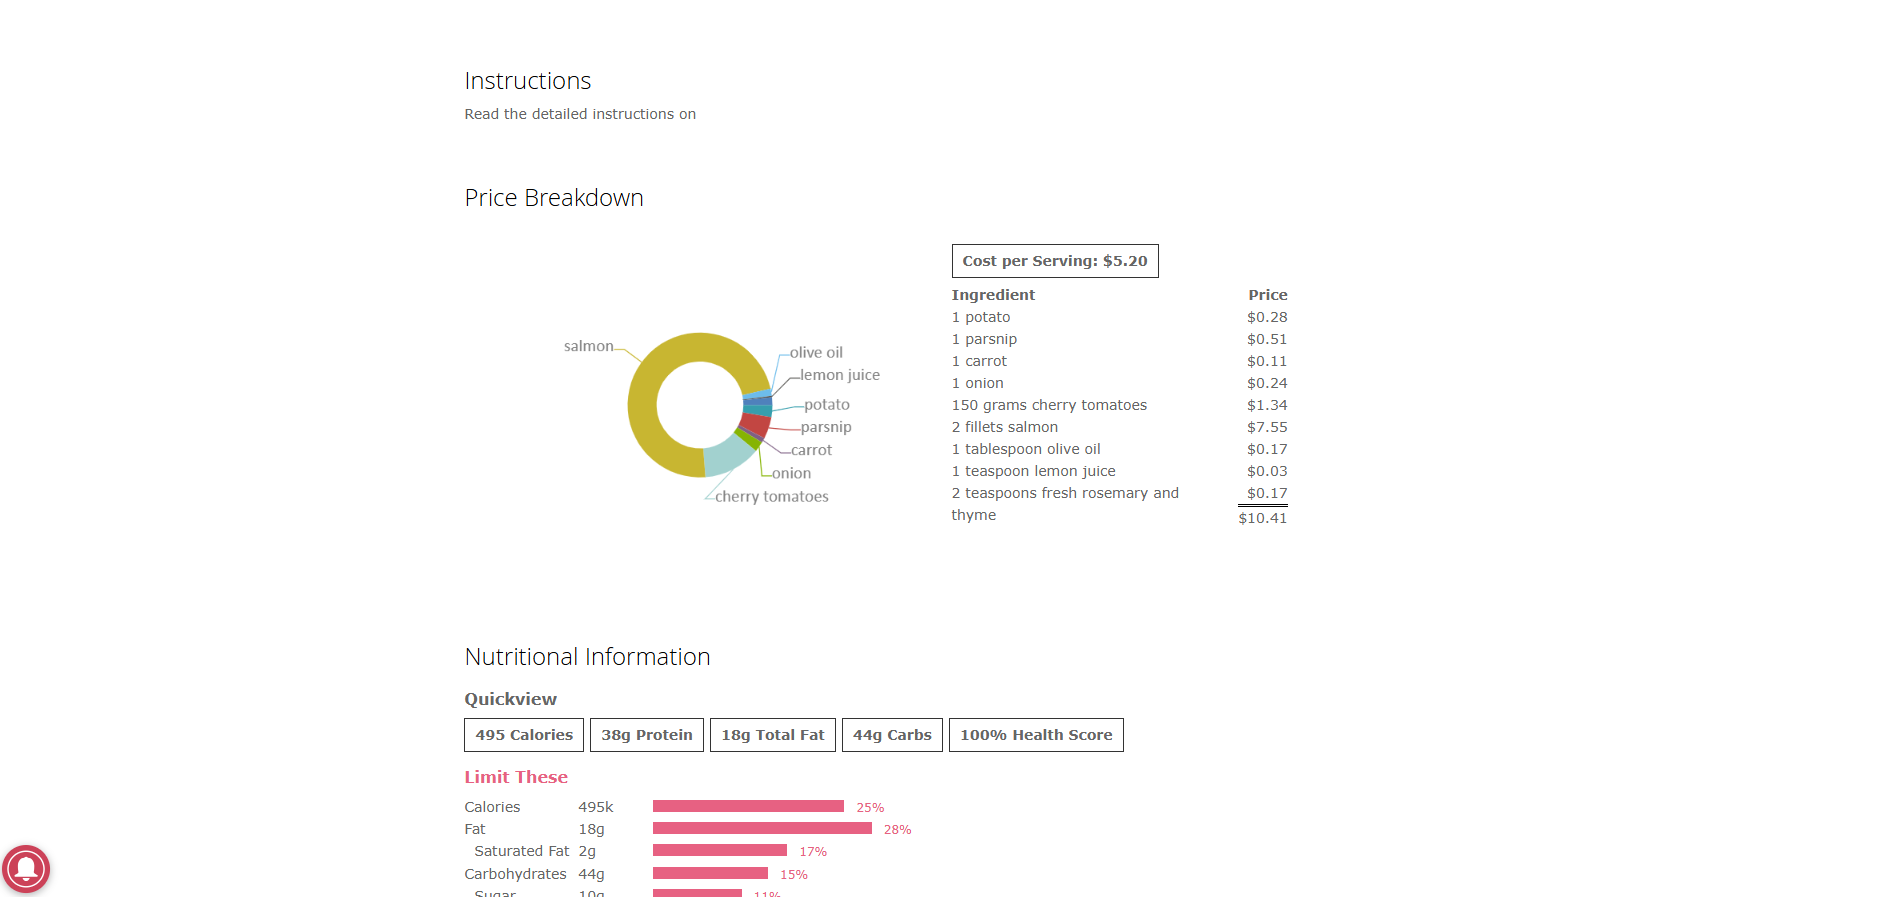 Instructions
Read the detailed instructions on
Price Breakdown
salmon
olive oil
lemon juice
potato
parsnip
carrot
onion
cherry tomatoes
Cost per Serving: $5.20
Ingredient Price
1 potato $0.28
1 parsnip $0.51
1 carrot $0.11
1 onion $0.24
150 grams cherry tomatoes $1.34
2 fillets salmon $7.55
1 tablespoon olive oil $0.17
1 teaspoon lemon juice $0.03
2 teaspoons fresh rosemary and $0.17
thyme $10.41
Nutritional Information
Quickview
495 Calories 38g Protein 18g Total Fat 44g Carbs 100% Health Score
Limit These
Calories 495k 25%
Fat 18g 28%
Saturated Fat 2g 17%
Carbohydrates 44g 15%
Sugar 10g 11%